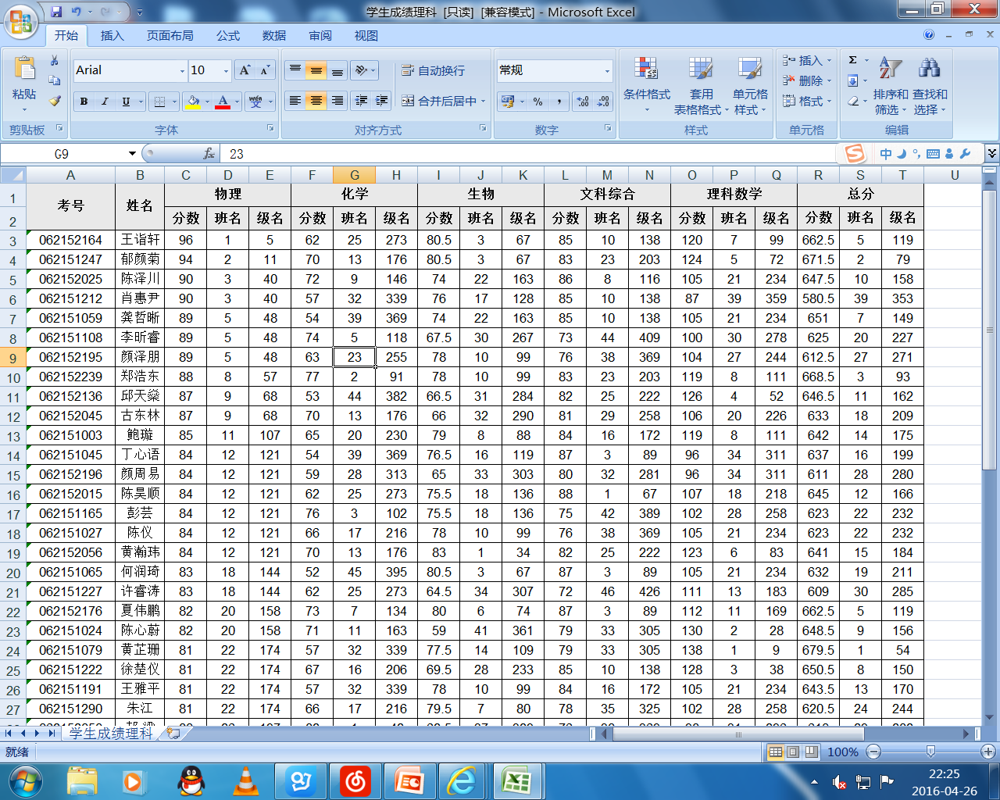 学生成绩理科 [只读] [兼容模式] - Microsoft Excel
开始 插入 页面布局 公式 数据 审阅 视图
Arial 10 自动换行 常规 插入
粘贴 B I U 合并后居中 % 条件格式 套用表格格式 单元格样式 删除 格式 排序和筛选 查找和选择
剪贴板 字体 对齐方式 数字 样式 单元格 编辑
G9 fx 23 中
A B C D E F G H I J K L M N O P Q R S T U
1 考号 姓名 物理 化学 生物 文科综合 理科数学 总分
2 分数 班名 级名 分数 班名 级名 分数 班名 级名 分数 班名 级名 分数 班名 级名 分数 班名 级名
3 062152164 王诣轩 96 1 5 62 25 273 80.5 3 67 85 10 138 120 7 99 662.5 5 119
4 062151247 郁颜菊 94 2 11 70 13 176 80.5 3 67 83 23 203 124 5 72 671.5 2 79
5 062152025 陈泽川 90 3 40 72 9 146 74 22 163 86 8 116 105 21 234 647.5 10 158
6 062151212 肖惠尹 90 3 40 57 32 339 76 17 128 85 10 138 87 39 359 580.5 39 353
7 062151059 龚哲晰 89 5 48 54 39 369 74 22 163 85 10 138 105 21 234 651 7 149
8 062151108 李昕睿 89 5 48 74 5 118 67.5 30 267 73 44 409 100 30 278 625 20 227
9 062152195 颜泽朋 89 5 48 63 23 255 78 10 99 76 38 369 104 27 244 612.5 27 271
10 062152239 郑浩东 88 8 57 77 2 91 78 10 99 83 23 203 119 8 111 668.5 3 93
11 062152136 邱天燊 87 9 68 53 44 382 66.5 31 284 82 25 222 126 4 52 646.5 11 162
12 062152045 古东林 87 9 68 70 13 176 66 32 290 81 29 258 106 20 226 633 18 209
13 062151003 鲍璇 85 11 107 65 20 230 79 8 88 84 16 172 119 8 111 642 14 175
14 062151045 丁心语 84 12 121 54 39 369 76.5 16 119 87 3 89 96 34 311 637 16 199
15 062152196 颜周易 84 12 121 59 28 313 65 33 303 80 32 281 96 34 311 611 28 280
16 062152015 陈昊顺 84 12 121 62 25 273 75.5 18 136 88 1 67 107 18 218 645 12 166
17 062151165 彭芸 84 12 121 76 3 102 75.5 18 136 75 42 389 102 28 258 623 22 232
18 062151027 陈仪 84 12 121 66 17 216 78 10 99 76 38 369 105 21 234 623 22 232
19 062152056 黄瀚玮 84 12 121 70 13 176 83 1 34 82 25 222 123 6 83 641 15 184
20 062151065 何润琦 83 18 144 52 45 395 80.5 3 67 87 3 89 105 21 234 632 19 211
21 062151227 许睿涛 83 18 144 62 25 273 64.5 34 307 72 46 426 111 13 183 609 30 285
22 062152176 夏伟鹏 82 20 158 73 7 134 80 6 74 87 3 89 112 11 169 662.5 5 119
23 062151024 陈心蔚 82 20 158 71 11 163 59 41 361 79 33 305 130 2 28 648.5 9 156
24 062151079 黄芷珊 81 22 174 57 32 339 77.5 14 109 79 33 305 138 1 9 679.5 1 54
25 062151222 徐楚仪 81 22 174 67 16 206 69.5 28 233 85 10 138 128 3 38 650.5 8 150
26 062151191 王雅平 81 22 174 57 32 339 78 10 99 84 16 172 105 21 234 643.5 13 170
27 062151290 朱江 81 22 174 66 17 216 79.5 7 80 78 35 325 102 28 258 620.5 24 244
学生成绩理科
就绪 100%
22:25
2016-04-26